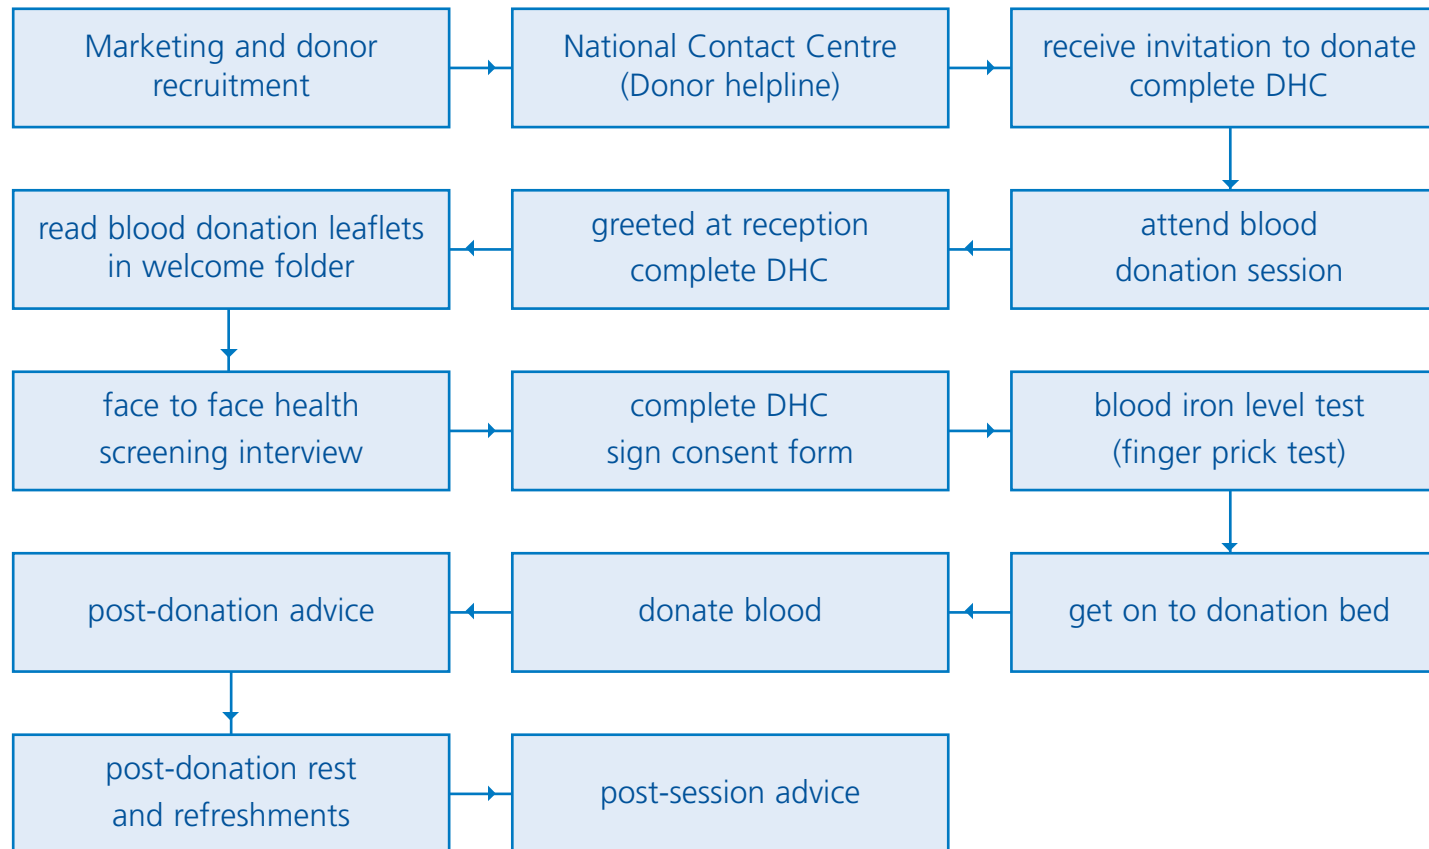 Marketing and donor
recruitment
National Contact Centre
(Donor helpline)
receive invitation to donate
complete DHC
attend blood
donation session
greeted at reception
complete DHC
read blood donation leaflets
in welcome folder
face to face health
screening interview
complete DHC
sign consent form
blood iron level test
(finger prick test)
get on to donation bed
donate blood
post-donation advice
post-donation rest
and refreshments
post-session advice